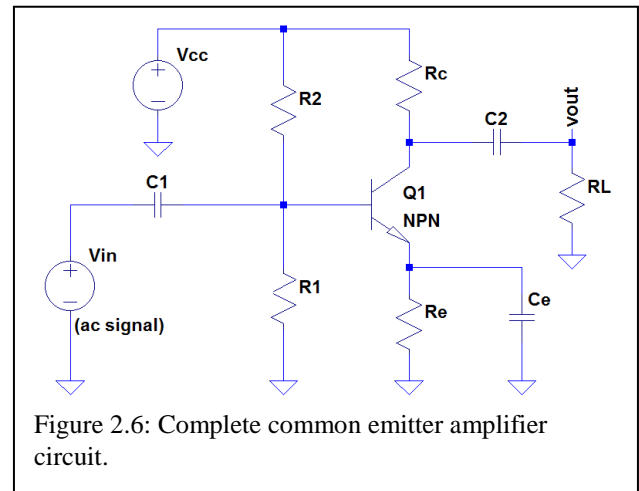 Vcc
R2
Rc
C2
vout
C1
Q1
NPN
RL
Vin
R1
(ac signal)
Re
Ce
Figure 2.6: Complete common emitter amplifier
circuit.